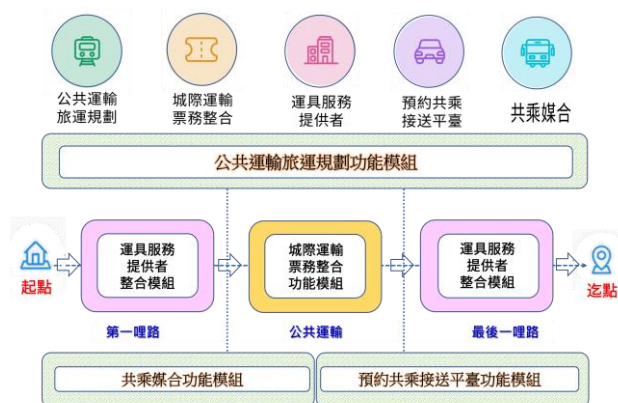 公共運輸
旅運規劃
城際運輸
票務整合
運具服務
提供者
預約共乘
接送平臺
共乘媒合
公共運輸旅運規劃功能模組
起點
運具服務
提供者
整合模組
城際運輸
票務整合
功能模組
運具服務
提供者
整合模組
迄點
第一哩路
公共運輸
最後一哩路
共乘媒合功能模組
預約共乘接送平臺功能模組